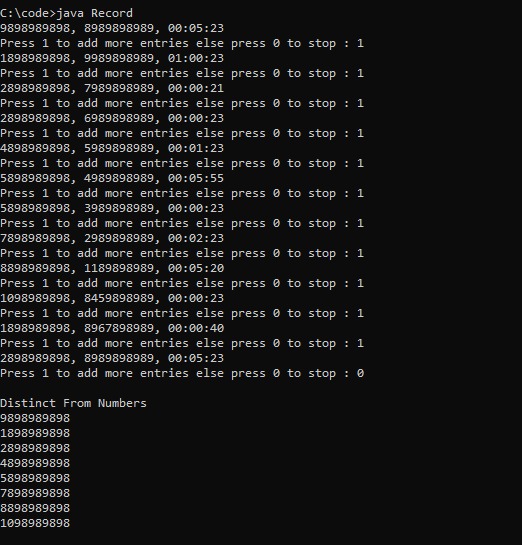 C:\code>java Record
9898989898, 8989898989, 00:05:23
Press 1 to add more entries else press 0 to stop : 1
1898989898, 9989898989, 01:00:23
Press 1 to add more entries else press 0 to stop : 1
2898989898, 7989898989, 00:00:21
Press 1 to add more entries else press 0 to stop : 1
2898989898, 6989898989, 00:00:23
Press 1 to add more entries else press 0 to stop : 1
4898989898, 5989898989, 00:01:23
Press 1 to add more entries else press 0 to stop : 1
5898989898, 4989898989, 00:05:55
Press 1 to add more entries else press 0 to stop : 1
5898989898, 3989898989, 00:00:23
Press 1 to add more entries else press 0 to stop : 1
7898989898, 2989898989, 00:02:23
Press 1 to add more entries else press 0 to stop : 1
8898989898, 1189898989, 00:05:20
Press 1 to add more entries else press 0 to stop : 1
1098989898, 8459898989, 00:00:23
Press 1 to add more entries else press 0 to stop : 1
1898989898, 8967898989, 00:00:40
Press 1 to add more entries else press 0 to stop : 1
2898989898, 8989898989, 00:05:23
Press 1 to add more entries else press 0 to stop : 0
Distinct From Numbers
9898989898
1898989898
2898989898
4898989898
5898989898
7898989898
8898989898
1098989898